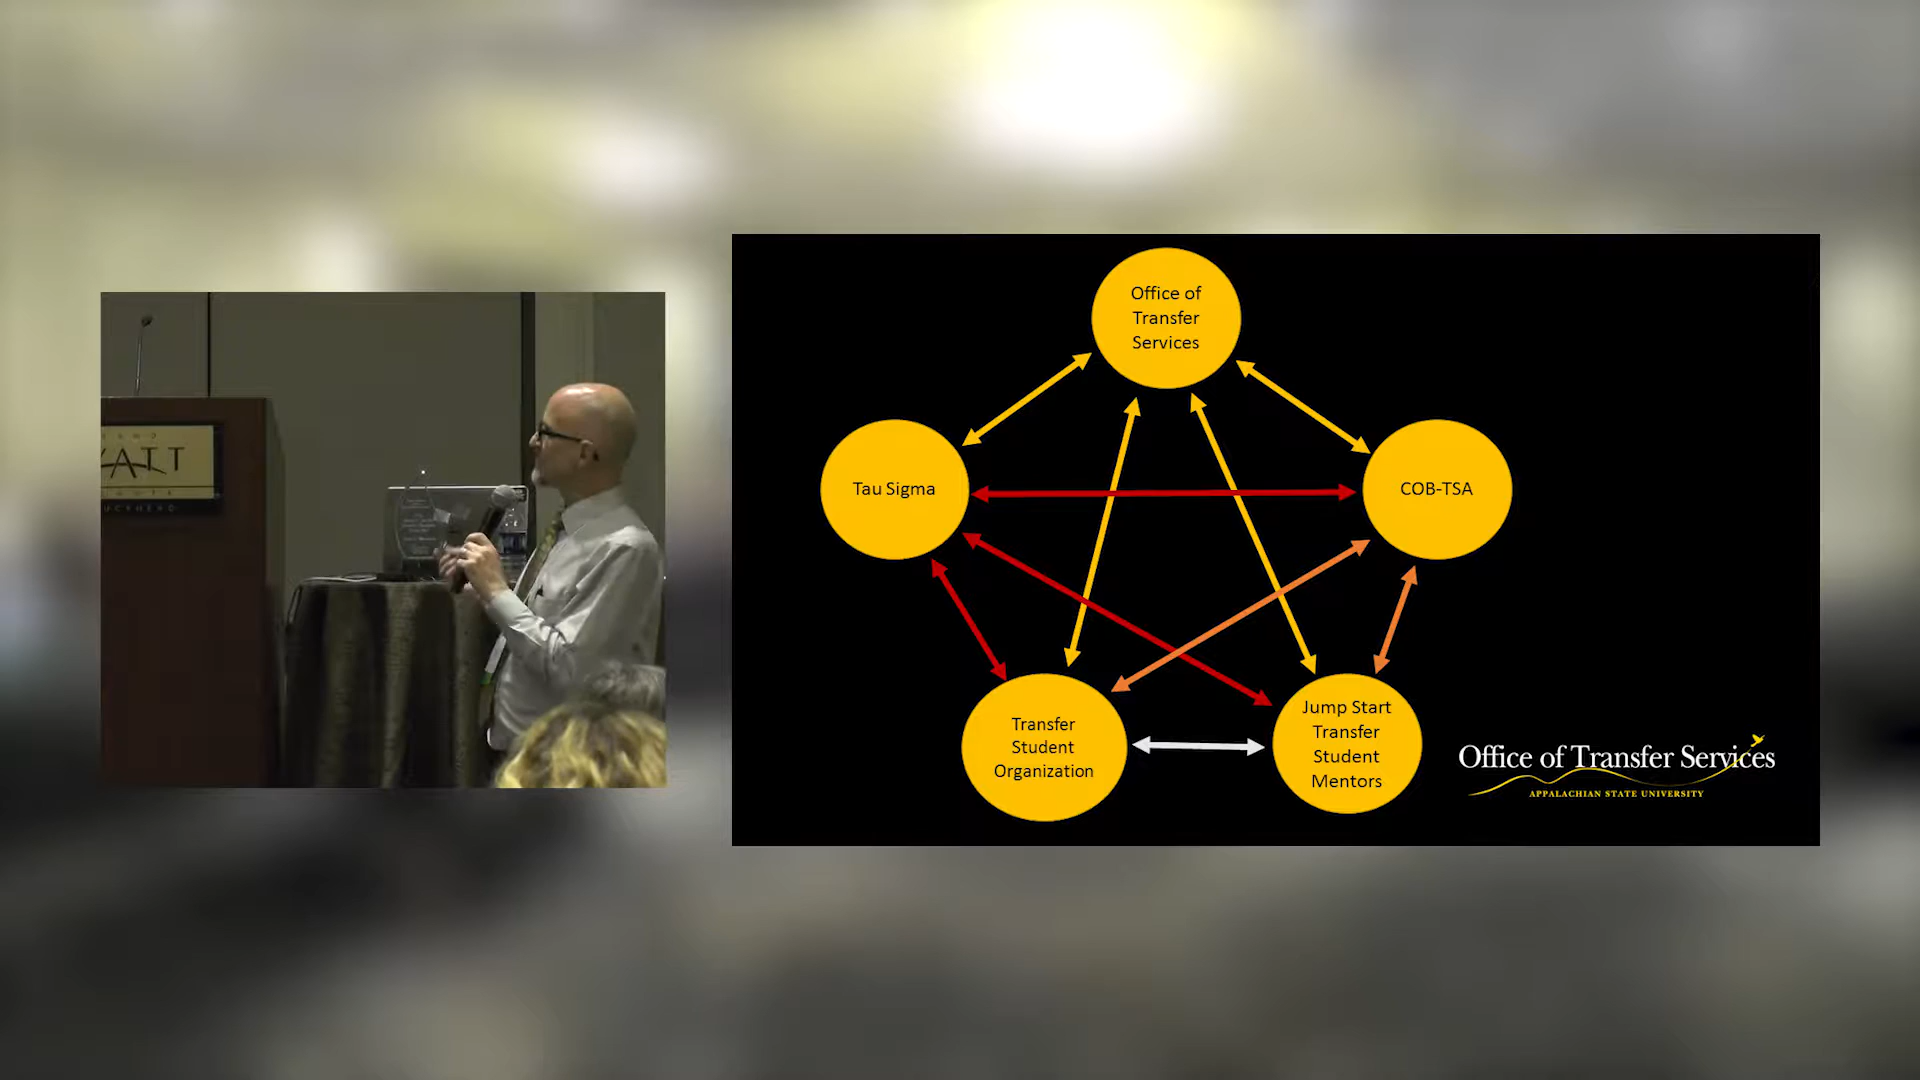 ATT
Office of
Transfer
Services
Tau Sigma
COB-TSA
Transfer
Student
Organization
Jump Start
Transfer
Student
Mentors
Office of Transfer Services
APPALACHIAN STATE UNIVERSITY